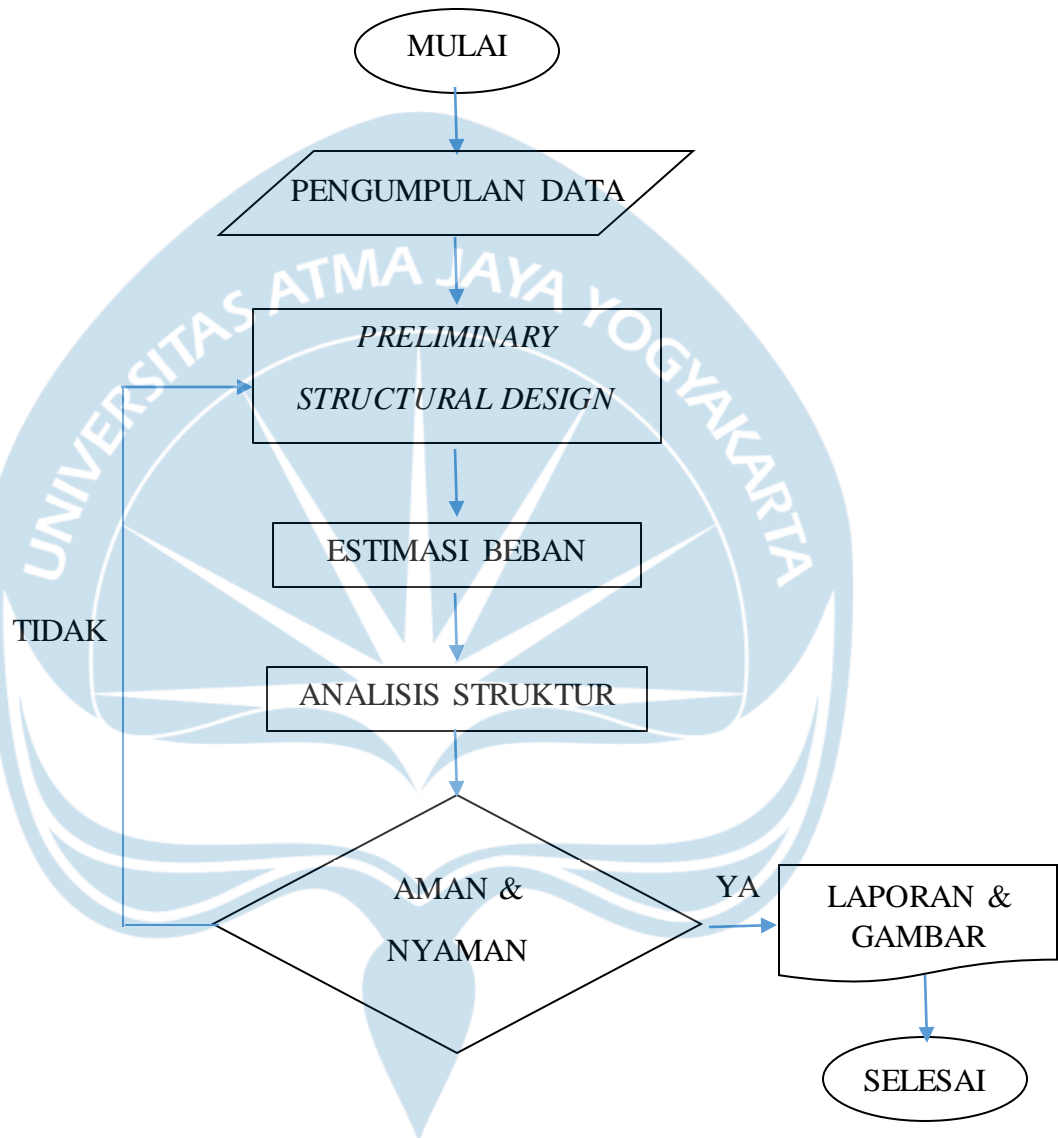 MULAI
PENGUMPULAN DATA
UNIVERSITAS ATMA JAYA YOGYAKARTA
PRELIMINARY
STRUCTURAL DESIGN
ESTIMASI BEBAN
TIDAK
ANALISIS STRUKTUR
AMAN &
NYAMAN
YA
LAPORAN &
GAMBAR
SELESAI